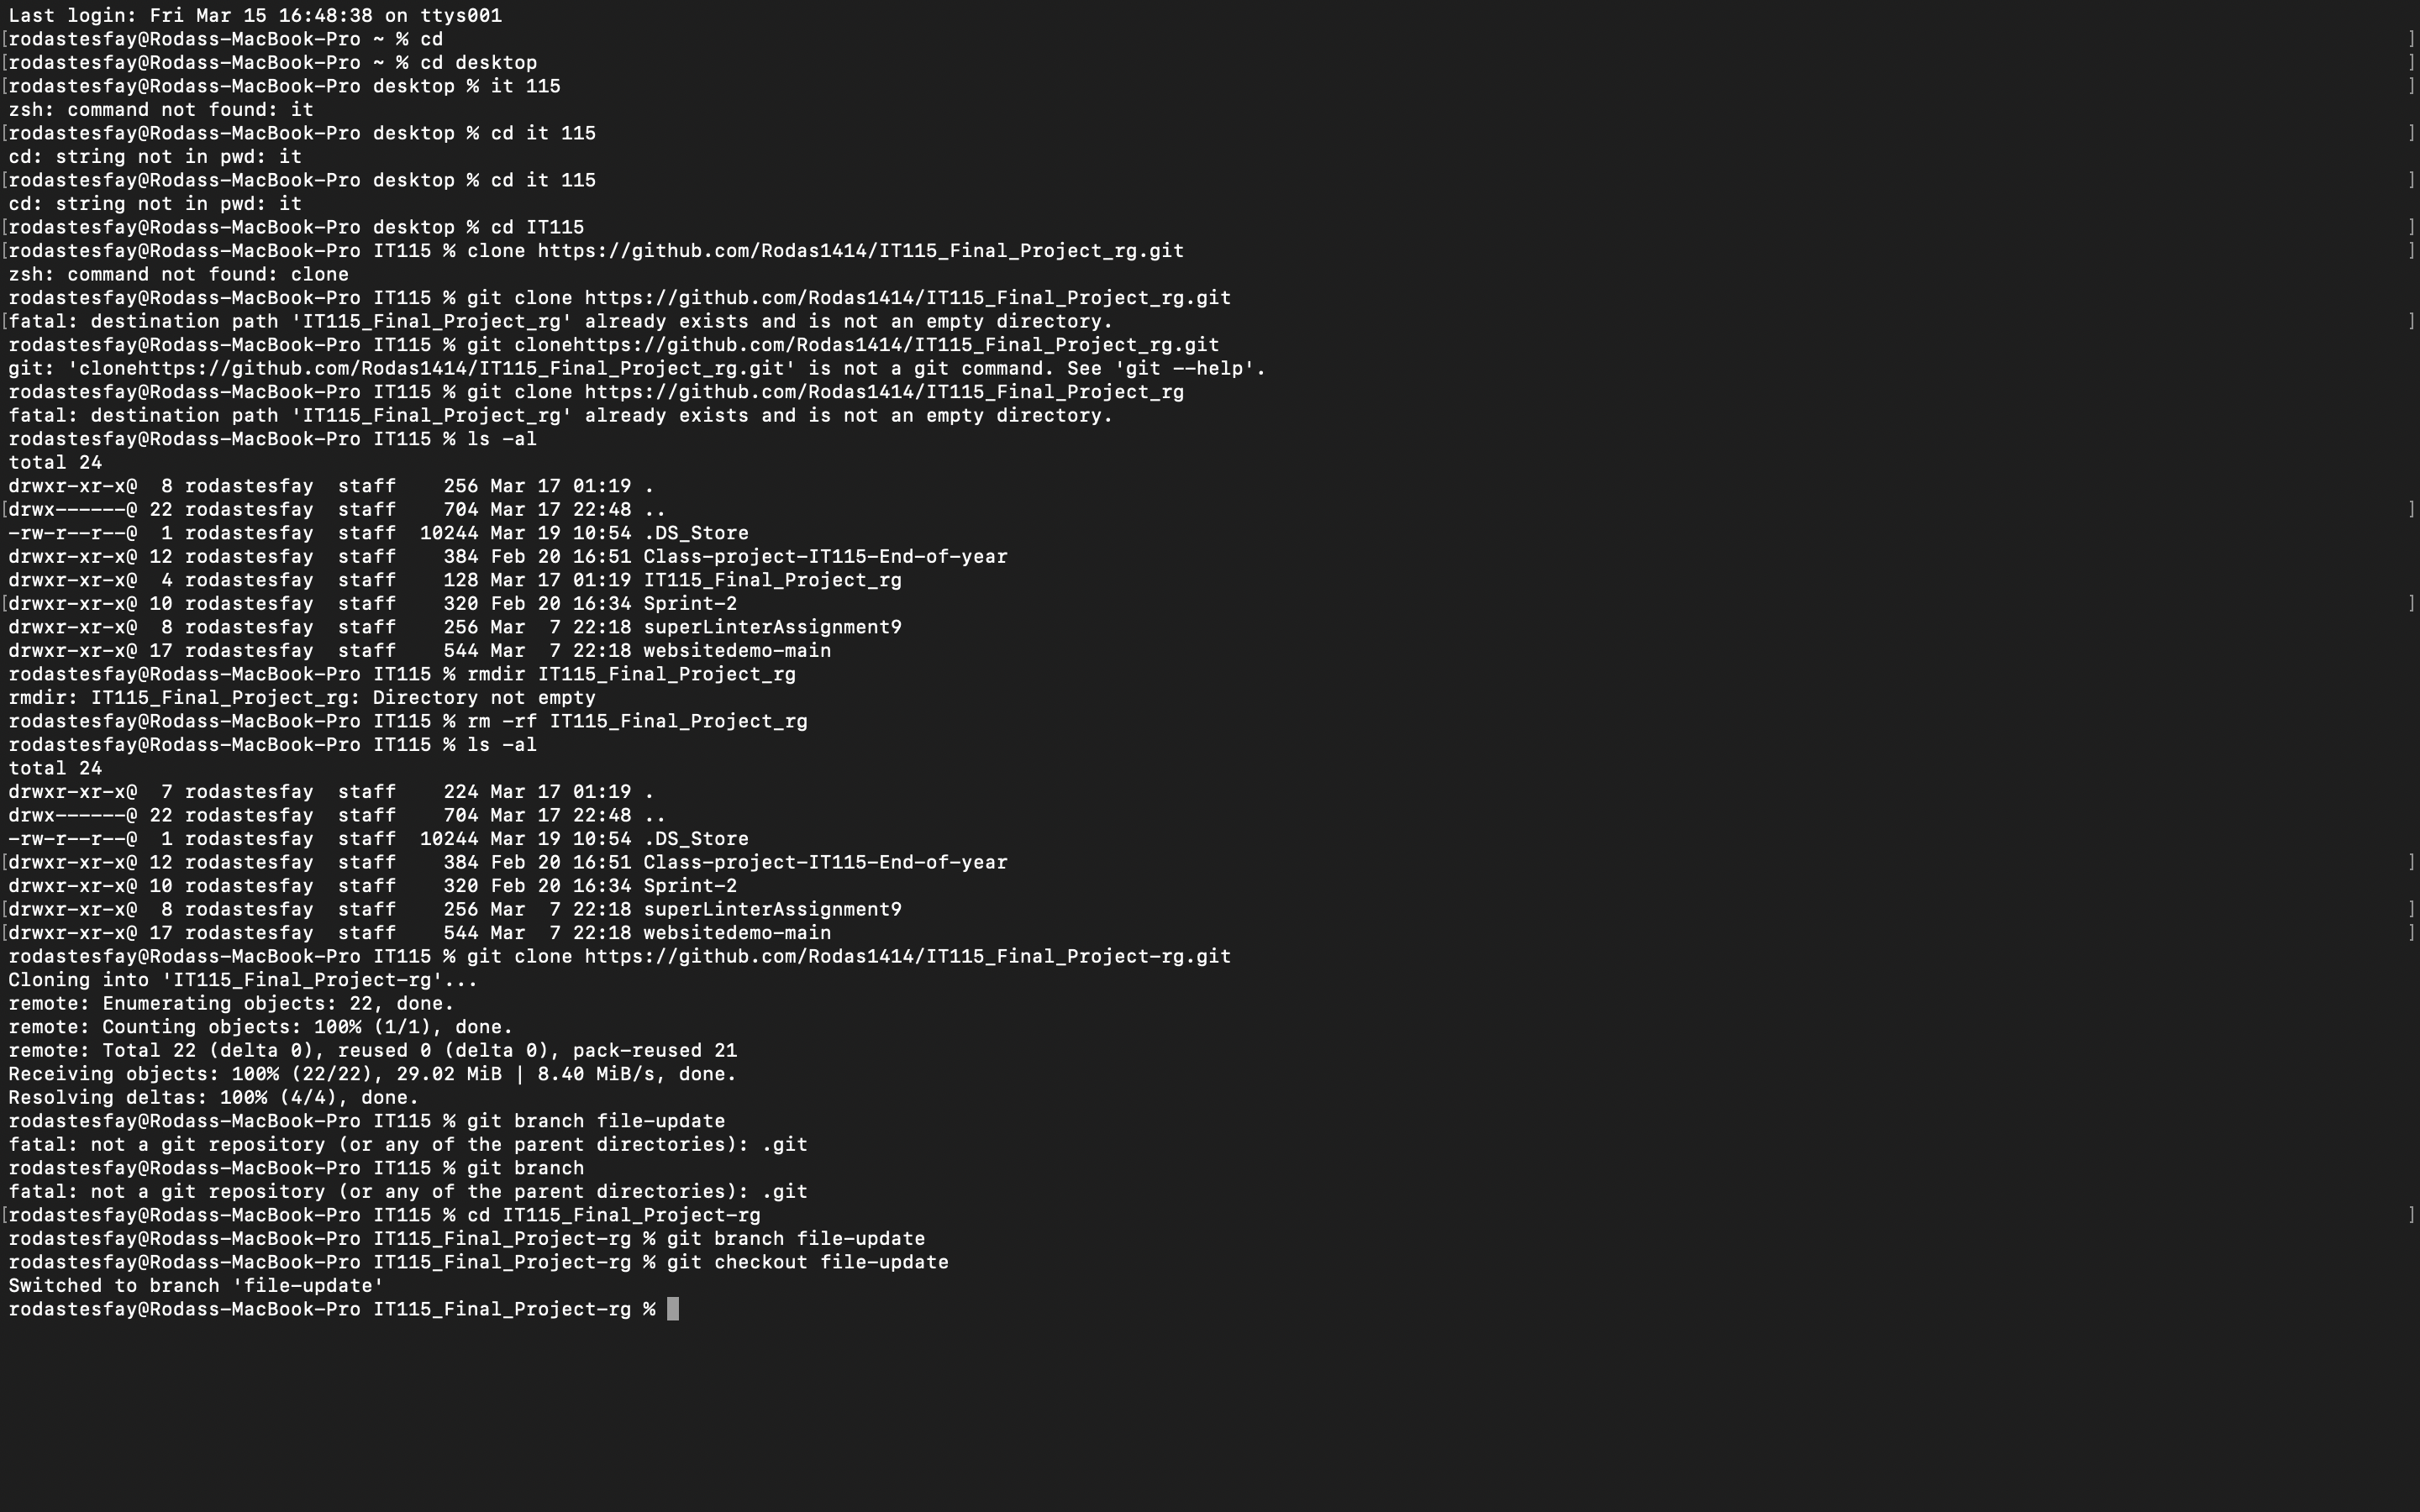 Last login: Fri Mar 15 16:48:38 on ttys001
[rodastesfay@Rodass-MacBook-Pro ~ % cd ]
[rodastesfay@Rodass-MacBook-Pro ~ % cd desktop ]
[rodastesfay@Rodass-MacBook-Pro desktop % it 115 ]
zsh: command not found: it
[rodastesfay@Rodass-MacBook-Pro desktop % cd it 115 ]
cd: string not in pwd: it
[rodastesfay@Rodass-MacBook-Pro desktop % cd it 115 ]
cd: string not in pwd: it
[rodastesfay@Rodass-MacBook-Pro desktop % cd IT115 ]
[rodastesfay@Rodass-MacBook-Pro IT115 % clone https://github.com/Rodas1414/IT115_Final_Project_rg.git ]
zsh: command not found: clone
rodastesfay@Rodass-MacBook-Pro IT115 % git clone https://github.com/Rodas1414/IT115_Final_Project_rg.git
[fatal: destination path 'IT115_Final_Project_rg' already exists and is not an empty directory. ]
rodastesfay@Rodass-MacBook-Pro IT115 % git clonehttps://github.com/Rodas1414/IT115_Final_Project_rg.git
git: 'clonehttps://github.com/Rodas1414/IT115_Final_Project_rg.git' is not a git command. See 'git --help'.
rodastesfay@Rodass-MacBook-Pro IT115 % git clone https://github.com/Rodas1414/IT115_Final_Project_rg
fatal: destination path 'IT115_Final_Project_rg' already exists and is not an empty directory.
rodastesfay@Rodass-MacBook-Pro IT115 % ls -al
total 24
drwxr-xr-x@  8 rodastesfay  staff    256 Mar 17 01:19 .
[drwx------@ 22 rodastesfay  staff    704 Mar 17 22:48 .. ]
-rw-r--r--@  1 rodastesfay  staff  10244 Mar 19 10:54 .DS_Store
drwxr-xr-x@ 12 rodastesfay  staff    384 Feb 20 16:51 Class-project-IT115-End-of-year
drwxr-xr-x@  4 rodastesfay  staff    128 Mar 17 01:19 IT115_Final_Project_rg
[drwxr-xr-x@ 10 rodastesfay  staff    320 Feb 20 16:34 Sprint-2 ]
drwxr-xr-x@  8 rodastesfay  staff    256 Mar  7 22:18 superLinterAssignment9
drwxr-xr-x@ 17 rodastesfay  staff    544 Mar  7 22:18 websitedemo-main
rodastesfay@Rodass-MacBook-Pro IT115 % rmdir IT115_Final_Project_rg
rmdir: IT115_Final_Project_rg: Directory not empty
rodastesfay@Rodass-MacBook-Pro IT115 % rm -rf IT115_Final_Project_rg
rodastesfay@Rodass-MacBook-Pro IT115 % ls -al
total 24
drwxr-xr-x@  7 rodastesfay  staff    224 Mar 17 01:19 .
drwx------@ 22 rodastesfay  staff    704 Mar 17 22:48 ..
-rw-r--r--@  1 rodastesfay  staff  10244 Mar 19 10:54 .DS_Store
[drwxr-xr-x@ 12 rodastesfay  staff    384 Feb 20 16:51 Class-project-IT115-End-of-year ]
drwxr-xr-x@ 10 rodastesfay  staff    320 Feb 20 16:34 Sprint-2
[drwxr-xr-x@  8 rodastesfay  staff    256 Mar  7 22:18 superLinterAssignment9 ]
[drwxr-xr-x@ 17 rodastesfay  staff    544 Mar  7 22:18 websitedemo-main ]
rodastesfay@Rodass-MacBook-Pro IT115 % git clone https://github.com/Rodas1414/IT115_Final_Project-rg.git
Cloning into 'IT115_Final_Project-rg'...
remote: Enumerating objects: 22, done.
remote: Counting objects: 100% (1/1), done.
remote: Total 22 (delta 0), reused 0 (delta 0), pack-reused 21
Receiving objects: 100% (22/22), 29.02 MiB | 8.40 MiB/s, done.
Resolving deltas: 100% (4/4), done.
rodastesfay@Rodass-MacBook-Pro IT115 % git branch file-update
fatal: not a git repository (or any of the parent directories): .git
rodastesfay@Rodass-MacBook-Pro IT115 % git branch
fatal: not a git repository (or any of the parent directories): .git
[rodastesfay@Rodass-MacBook-Pro IT115 % cd IT115_Final_Project-rg ]
rodastesfay@Rodass-MacBook-Pro IT115_Final_Project-rg % git branch file-update
rodastesfay@Rodass-MacBook-Pro IT115_Final_Project-rg % git checkout file-update
Switched to branch 'file-update'
rodastesfay@Rodass-MacBook-Pro IT115_Final_Project-rg %